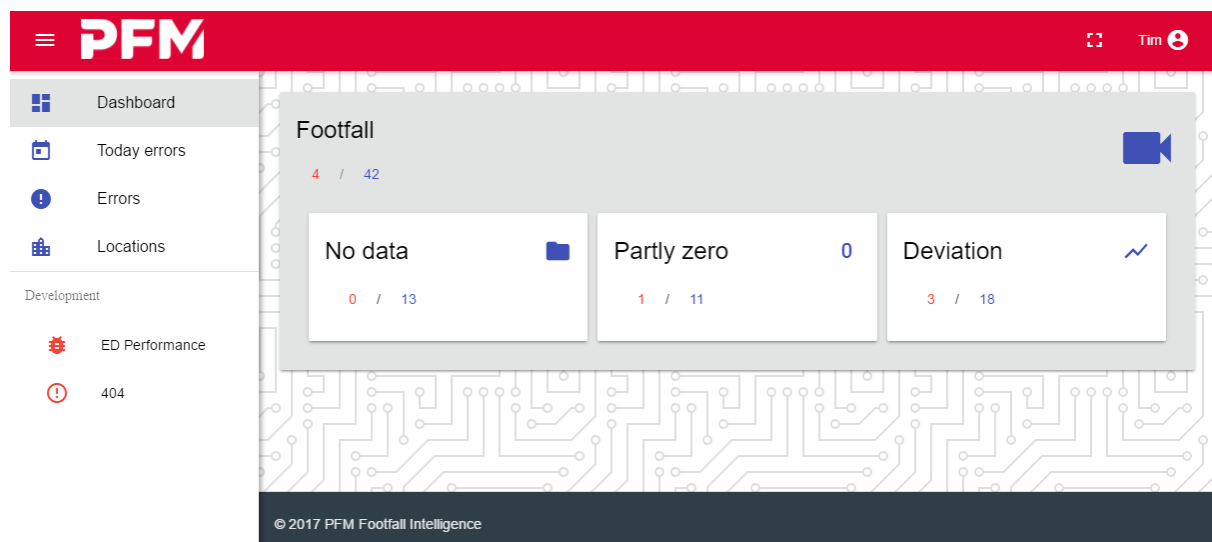 PFM
Tim
Dashboard
Today errors
Errors
Locations
Development
ED Performance
404
Footfall
4 / 42
No data
0 / 13
Partly zero 0
1 / 11
Deviation
3 / 18
© 2017 PFM Footfall Intelligence